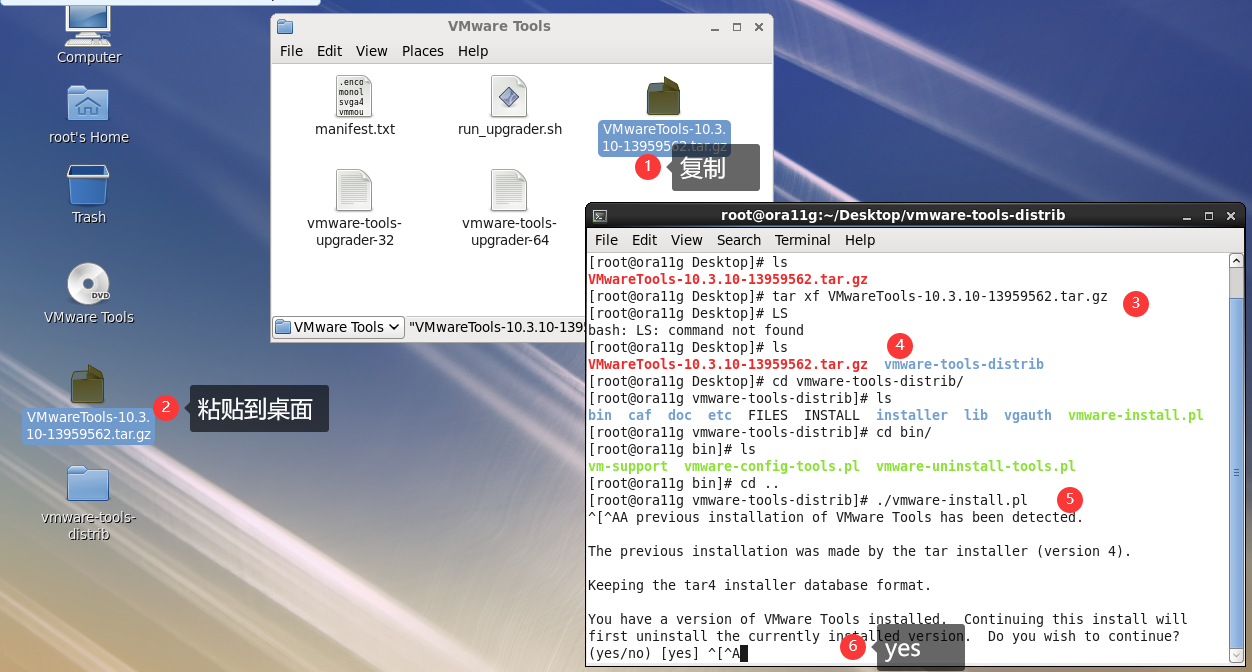 Computer
root's Home
Trash
VMware Tools
VMwareTools-10.3.
10-13959562.tar.gz
2
粘贴到桌面
vmware-tools-
distrib
VMware Tools
File Edit View Places Help
.enco
monol
svga4
vmmou
manifest.txt
run_upgrader.sh
VMwareTools-10.3.
10-13959562.tar.gz
1
复制
vmware-tools-
upgrader-32
vmware-tools-
upgrader-64
VMware Tools
"VMwareTools-10.3.10-1395
root@ora11g:~/Desktop/vmware-tools-distrib
File Edit View Search Terminal Help
[root@ora11g Desktop]# ls
VMwareTools-10.3.10-13959562.tar.gz
[root@ora11g Desktop]# tar xf VMwareTools-10.3.10-13959562.tar.gz
3
[root@ora11g Desktop]# LS
bash: LS: command not found
[root@ora11g Desktop]# ls
4
VMwareTools-10.3.10-13959562.tar.gz vmware-tools-distrib
[root@ora11g Desktop]# cd vmware-tools-distrib/
[root@ora11g vmware-tools-distrib]# ls
bin caf doc etc FILES INSTALL installer lib vgauth vmware-install.pl
[root@ora11g vmware-tools-distrib]# cd bin/
[root@ora11g bin]# ls
vm-support vmware-config-tools.pl vmware-uninstall-tools.pl
[root@ora11g bin]# cd ..
[root@ora11g vmware-tools-distrib]# ./vmware-install.pl
5
^[^AA previous installation of VMware Tools has been detected.
The previous installation was made by the tar installer (version 4).
Keeping the tar4 installer database format.
You have a version of VMware Tools installed. Continuing this install will
first uninstall the currently installed version. Do you wish to continue?
(yes/no) [yes] ^[^A
6
yes
DVD